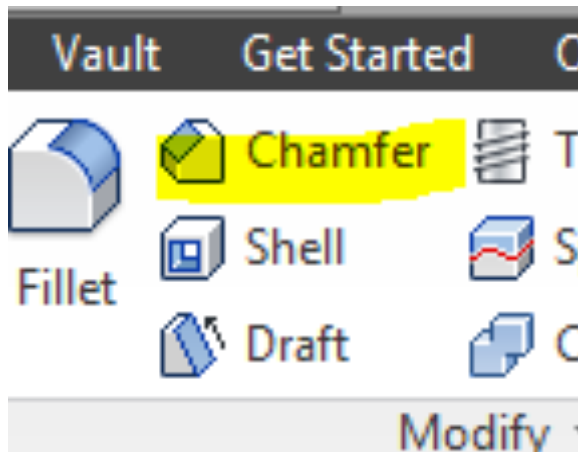 Vault Get Started
Chamfer
Shell
Fillet
Draft
Modify